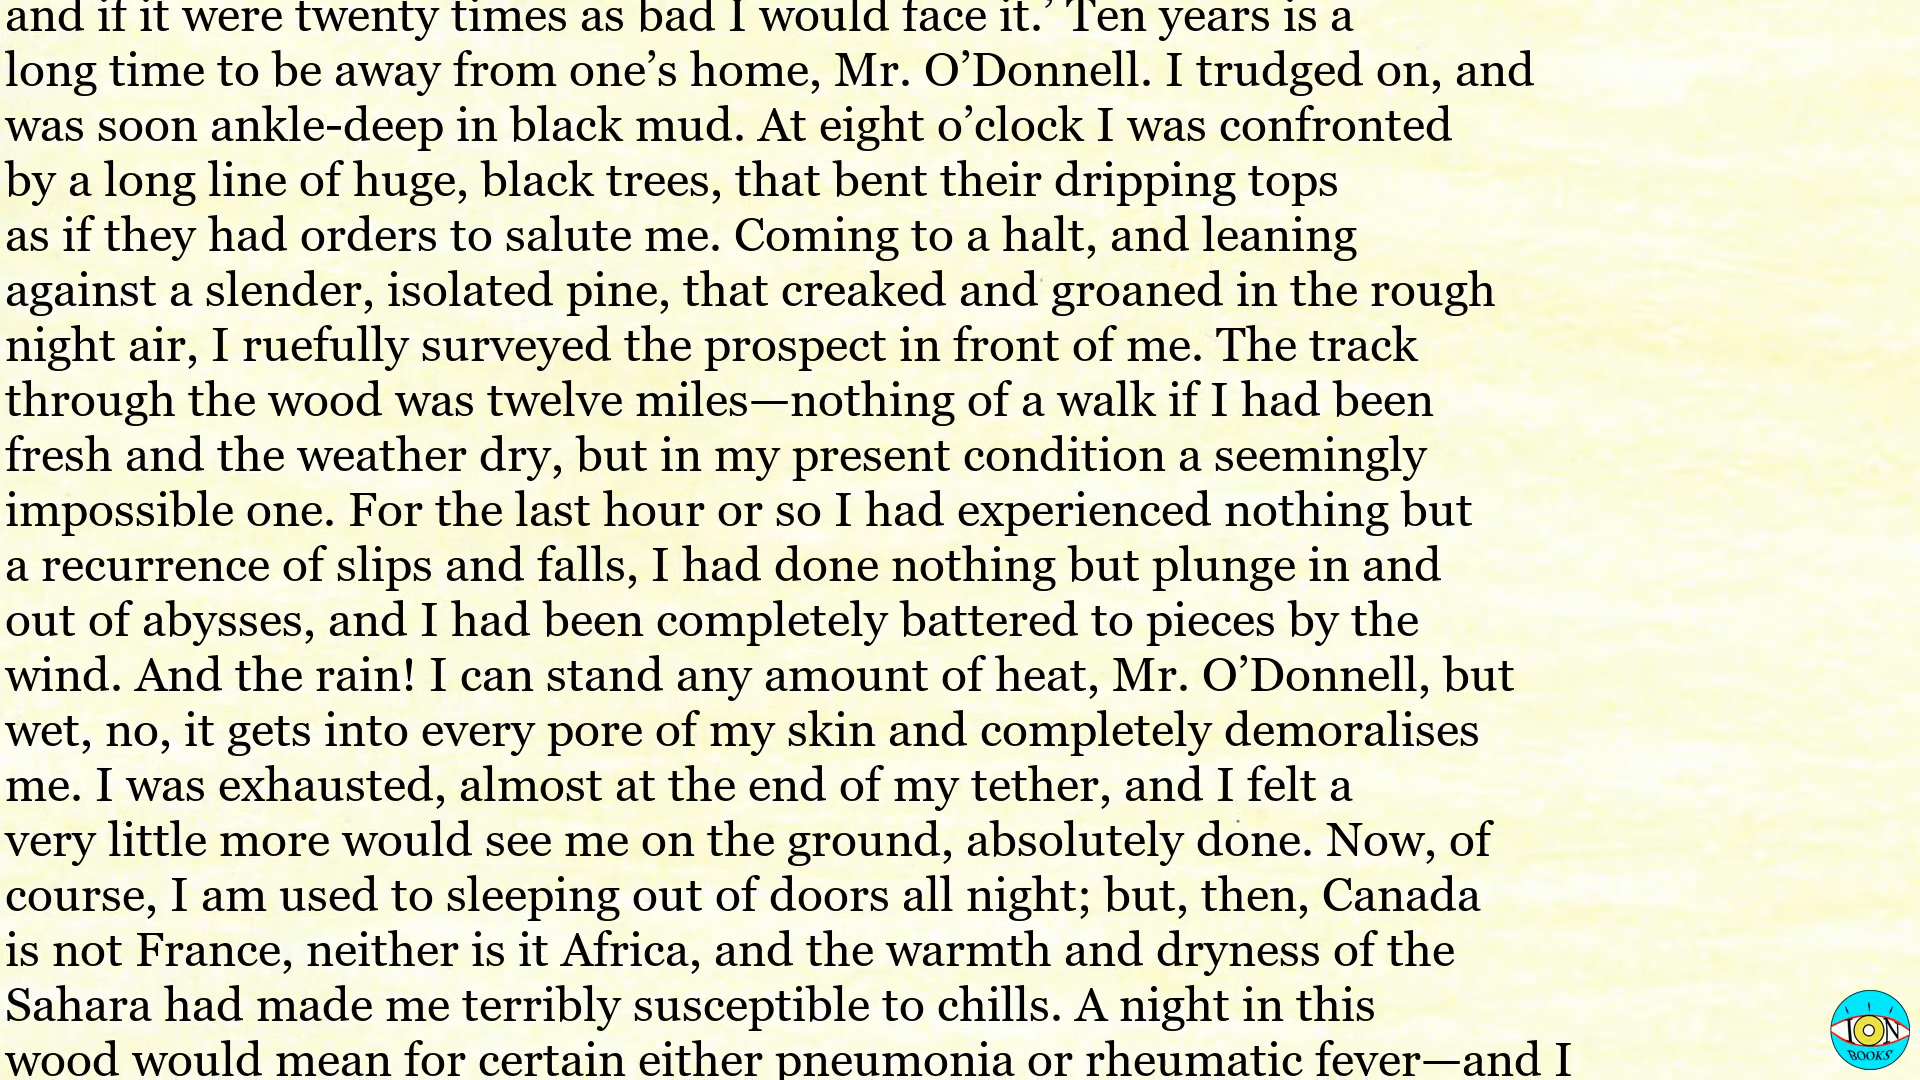 and if it were twenty times as bad I would face it.’ Ten years is a
long time to be away from one’s home, Mr. O’Donnell. I trudged on, and
was soon ankle-deep in black mud. At eight o’clock I was confronted
by a long line of huge, black trees, that bent their dripping tops
as if they had orders to salute me. Coming to a halt, and leaning
against a slender, isolated pine, that creaked and groaned in the rough
night air, I ruefully surveyed the prospect in front of me. The track
through the wood was twelve miles—nothing of a walk if I had been
fresh and the weather dry, but in my present condition a seemingly
impossible one. For the last hour or so I had experienced nothing but
a recurrence of slips and falls, I had done nothing but plunge in and
out of abysses, and I had been completely battered to pieces by the
wind. And the rain! I can stand any amount of heat, Mr. O’Donnell, but
wet, no, it gets into every pore of my skin and completely demoralises
me. I was exhausted, almost at the end of my tether, and I felt a
very little more would see me on the ground, absolutely done. Now, of
course, I am used to sleeping out of doors all night; but, then, Canada
is not France, neither is it Africa, and the warmth and dryness of the
Sahara had made me terribly susceptible to chills. A night in this
wood would mean for certain either pneumonia or rheumatic fever—and I
ION
BOOKS